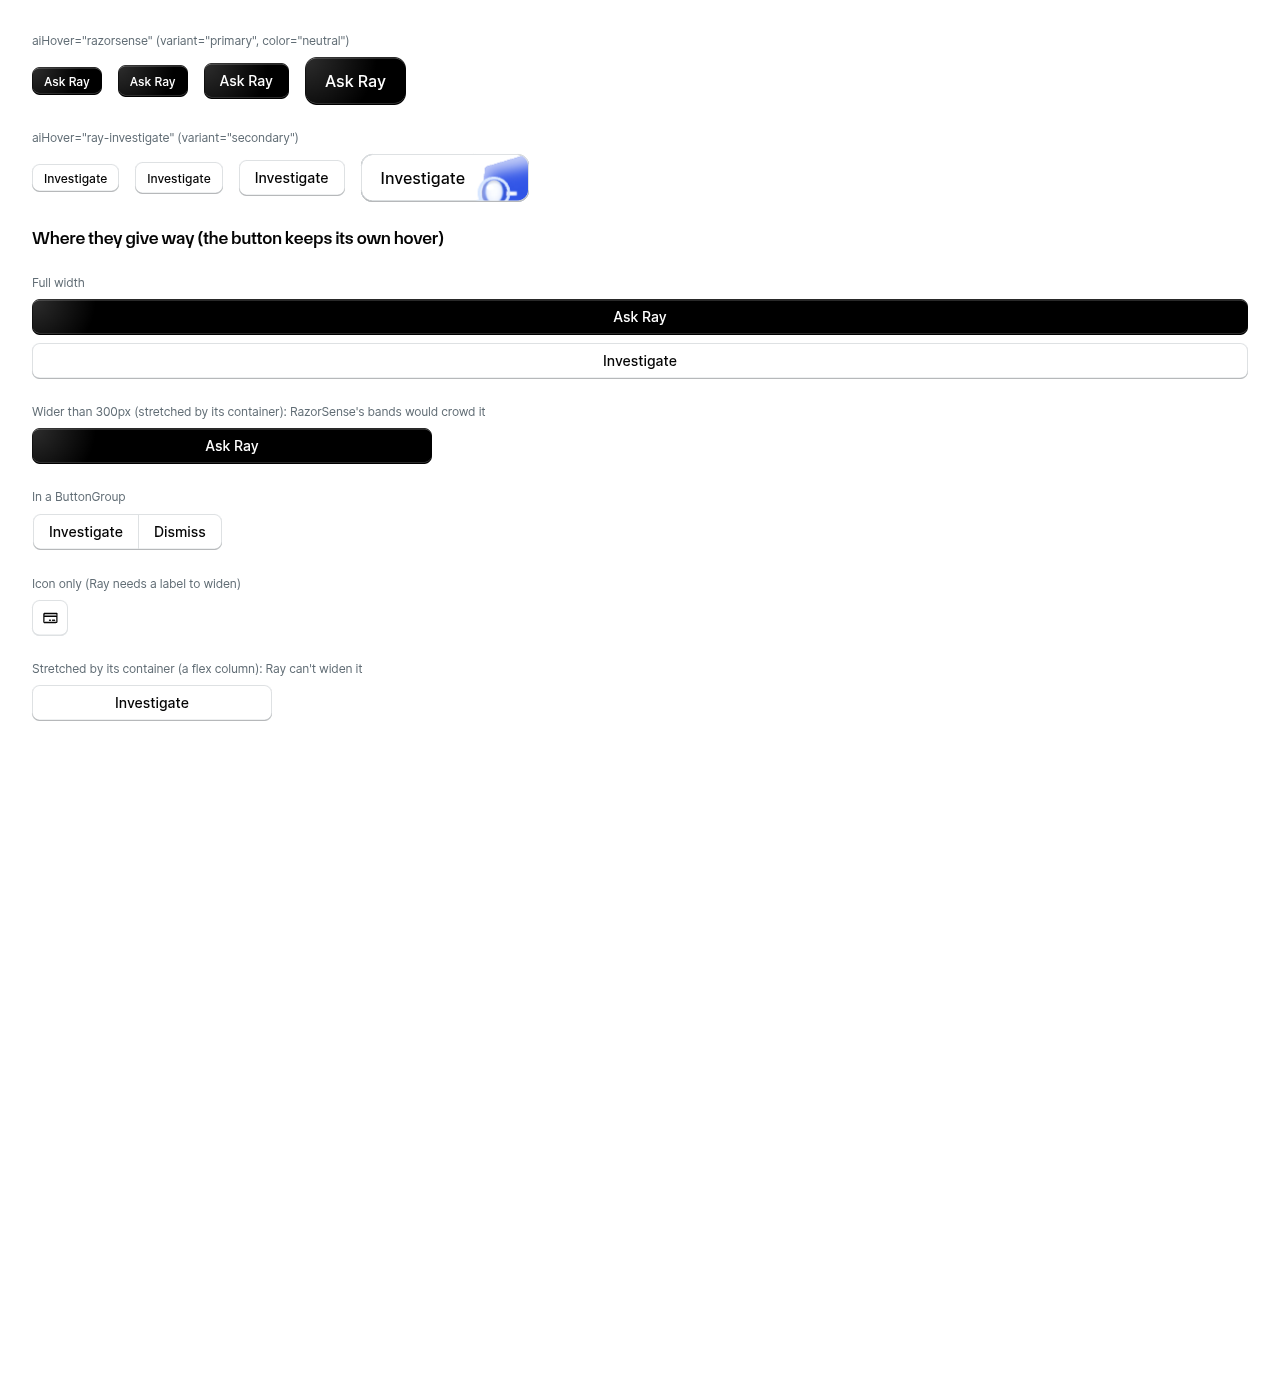 aiHover="razorsense" (variant="primary", color="neutral")
Ask Ray Ask Ray Ask Ray Ask Ray
aiHover="ray-investigate" (variant="secondary")
Investigate Investigate Investigate Investigate
Where they give way (the button keeps its own hover)
Full width
Ask Ray
Investigate
Wider than 300px (stretched by its container): RazorSense's bands would crowd it
Ask Ray
In a ButtonGroup
Investigate Dismiss
Icon only (Ray needs a label to widen)
Stretched by its container (a flex column): Ray can't widen it
Investigate